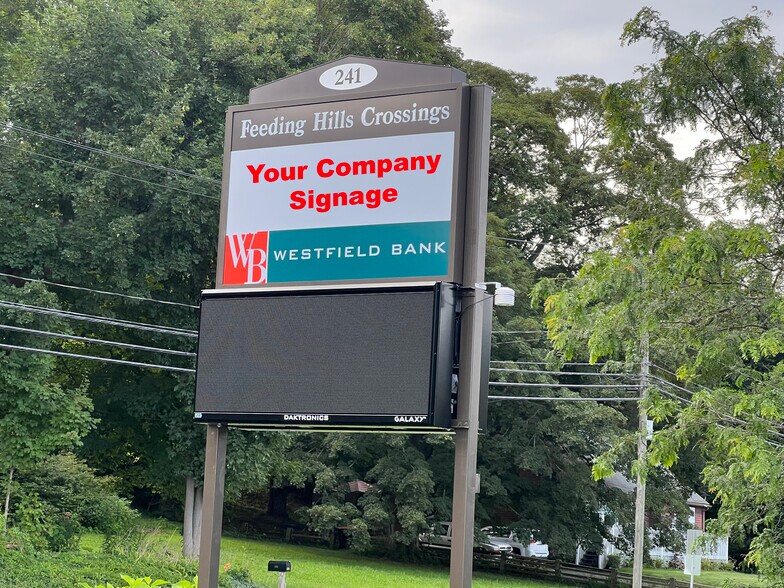 241
Feeding Hills Crossings
Your Company
Signage
WB WESTFIELD BANK
DAKTRONICS GALAXY